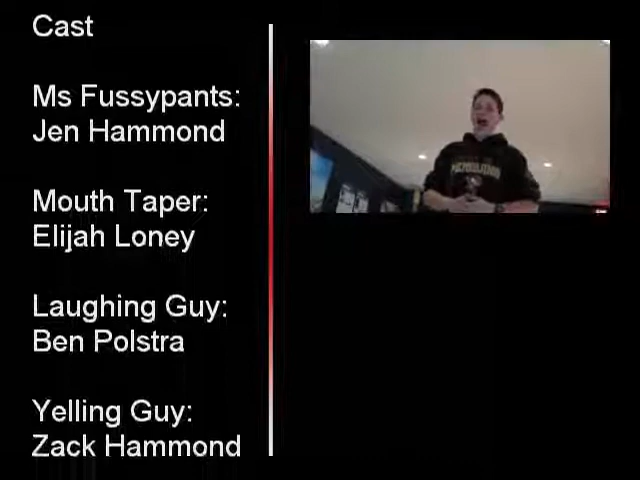 Cast
Ms Fussypants:
Jen Hammond
Mouth Taper:
Elijah Loney
Laughing Guy:
Ben Polstra
Yelling Guy:
Zack Hammond